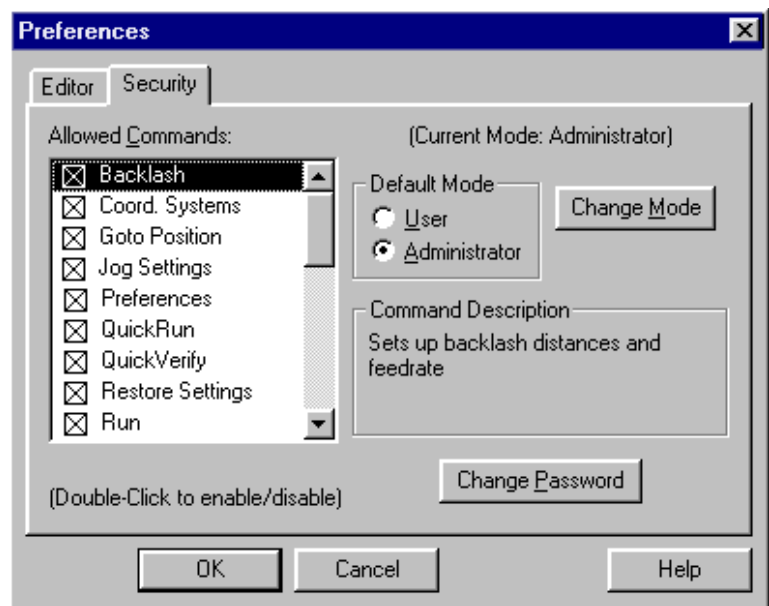 Preferences
Editor
Security
Allowed Commands:
(Current Mode: Administrator)
Backlash
Coord. Systems
Goto Position
Jog Settings
Preferences
QuickRun
QuickVerify
Restore Settings
Run
Default Mode
User
Administrator
Change Mode
Command Description
Sets up backlash distances and
feedrate
(Double-Click to enable/disable)
Change Password
OK
Cancel
Help